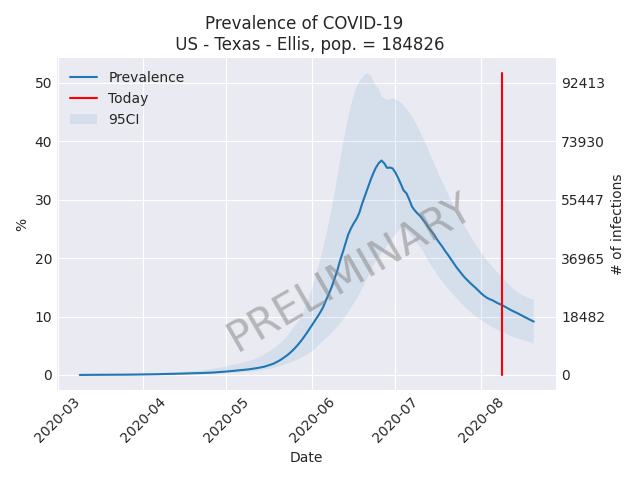 Prevalence of COVID-19
US - Texas - Ellis, pop. = 184826
Prevalence
Today
95CI
50
40
30
20
10
0
%
92413
73930
55447
36965
18482
0
# of infections
2020-03
2020-04
2020-05
2020-06
2020-07
2020-08
Date
PRELIMINARY